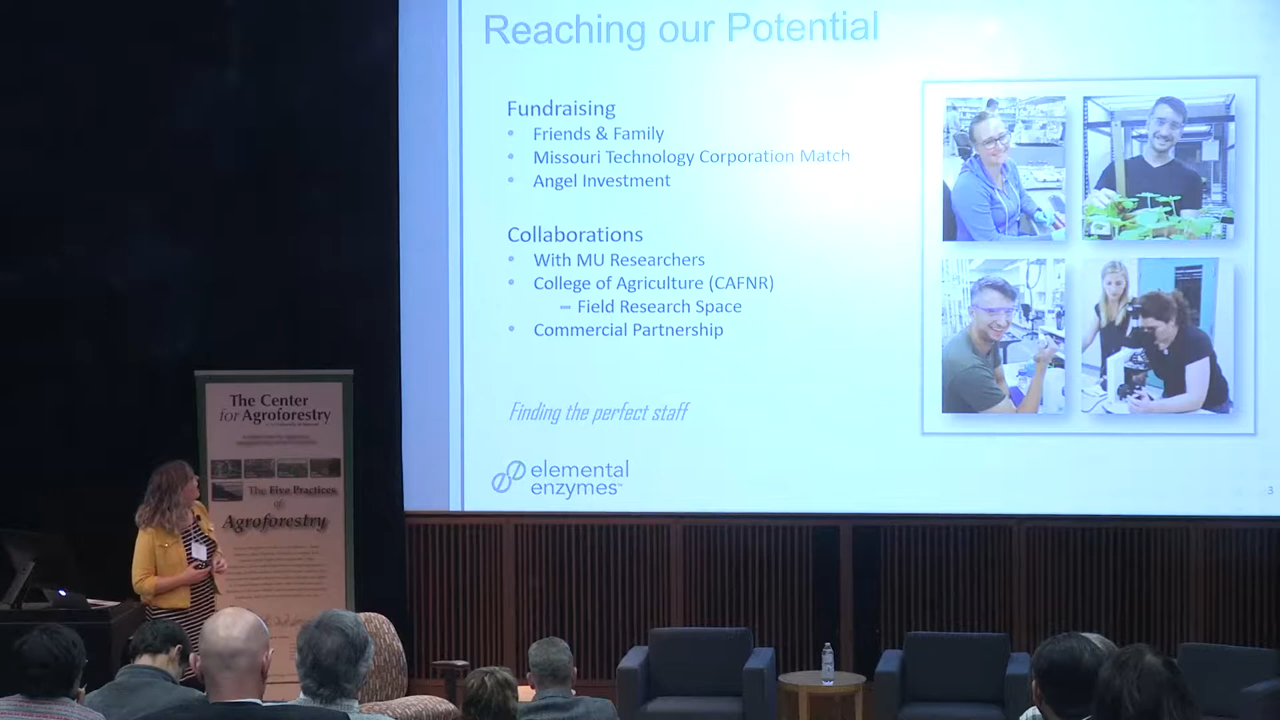 Reaching our Potential
Fundraising
• Friends & Family
• Missouri Technology Corporation Match
• Angel Investment
Collaborations
• With MU Researchers
• College of Agriculture (CAFNR)
– Field Research Space
• Commercial Partnership
Finding the perfect staff
elemental
enzymes™
3
The Center
for Agroforestry
The Five Practices
of
Agroforestry